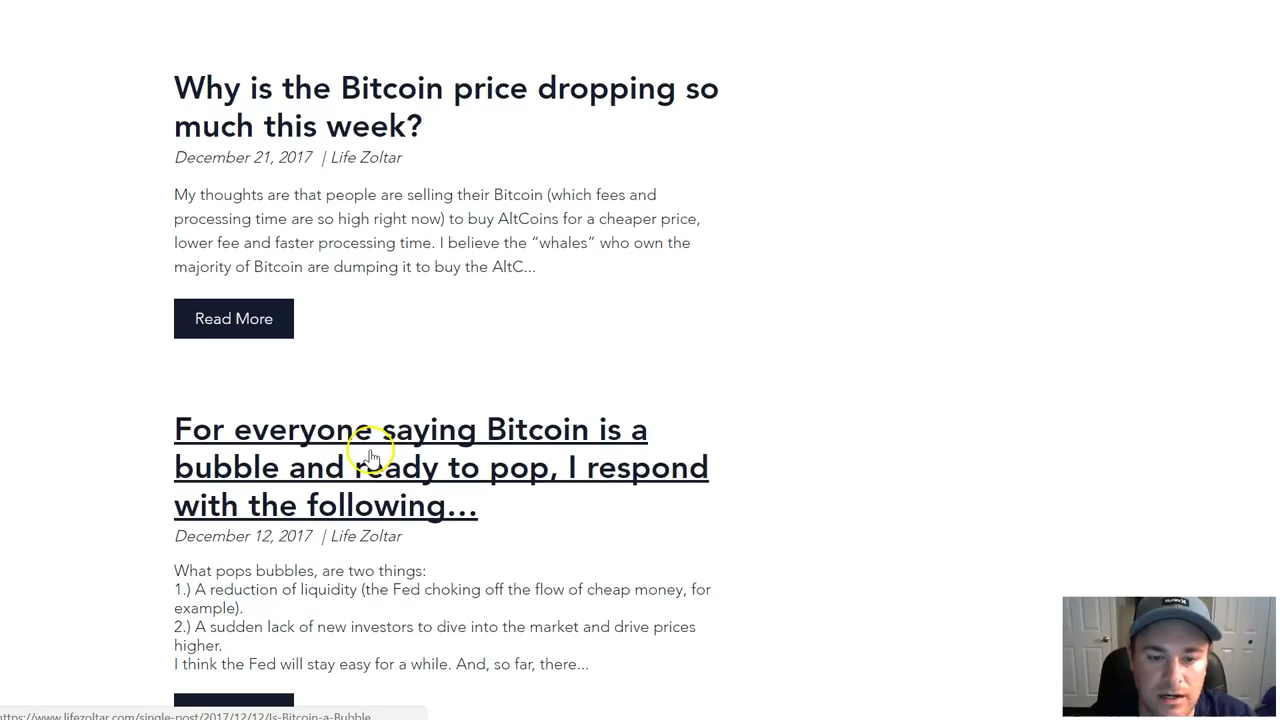 Why is the Bitcoin price dropping so
much this week?
December 21, 2017 | Life Zoltar
My thoughts are that people are selling their Bitcoin (which fees and
processing time are so high right now) to buy AltCoins for a cheaper price,
lower fee and faster processing time. I believe the “whales” who own the
majority of Bitcoin are dumping it to buy the AltC...
Read More
For everyone saying Bitcoin is a
bubble and ready to pop, I respond
with the following...
December 12, 2017 | Life Zoltar
What pops bubbles, are two things:
1.) A reduction of liquidity (the Fed choking off the flow of cheap money, for
example).
2.) A sudden lack of new investors to dive into the market and drive prices
higher.
I think the Fed will stay easy for a while. And, so far, there...
https://www.lifezoltar.com/single-post/2017/12/12/Is-Bitcoin-a-Bubble